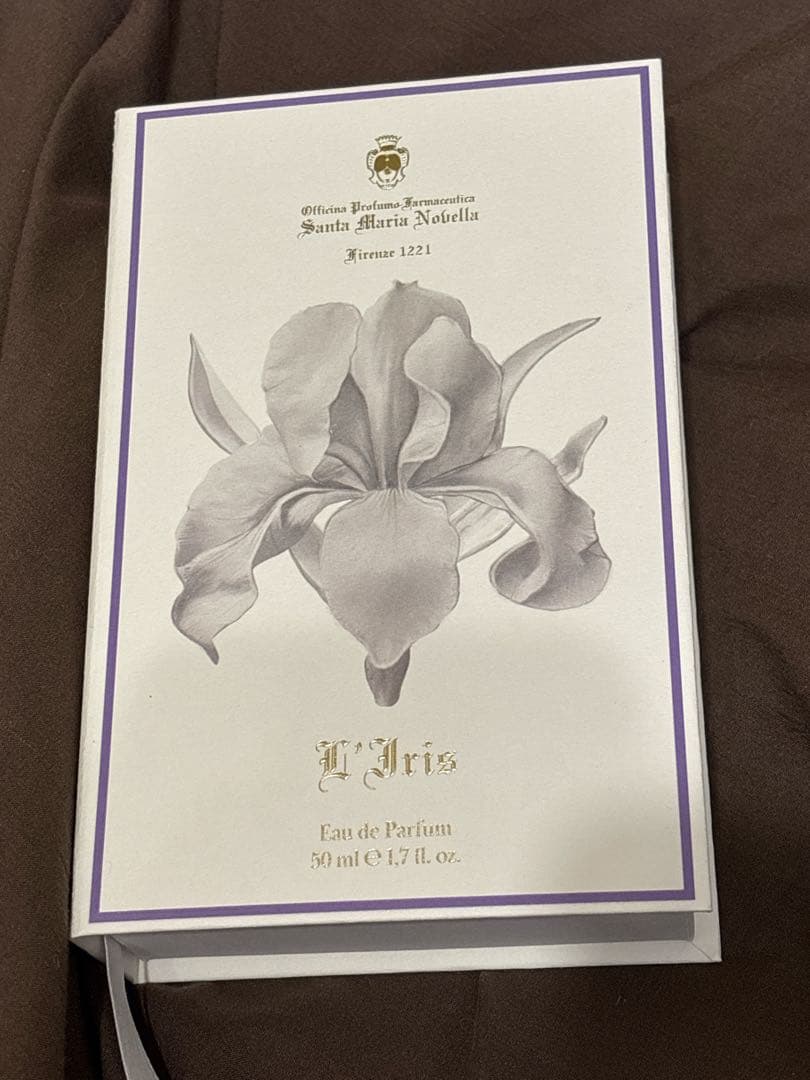 Officina Profumo-Farmaceutica
Santa Maria Novella
Firenze 1221
L'Iris
Eau de Parfum
50 ml ℮ 1,7 fl. oz.